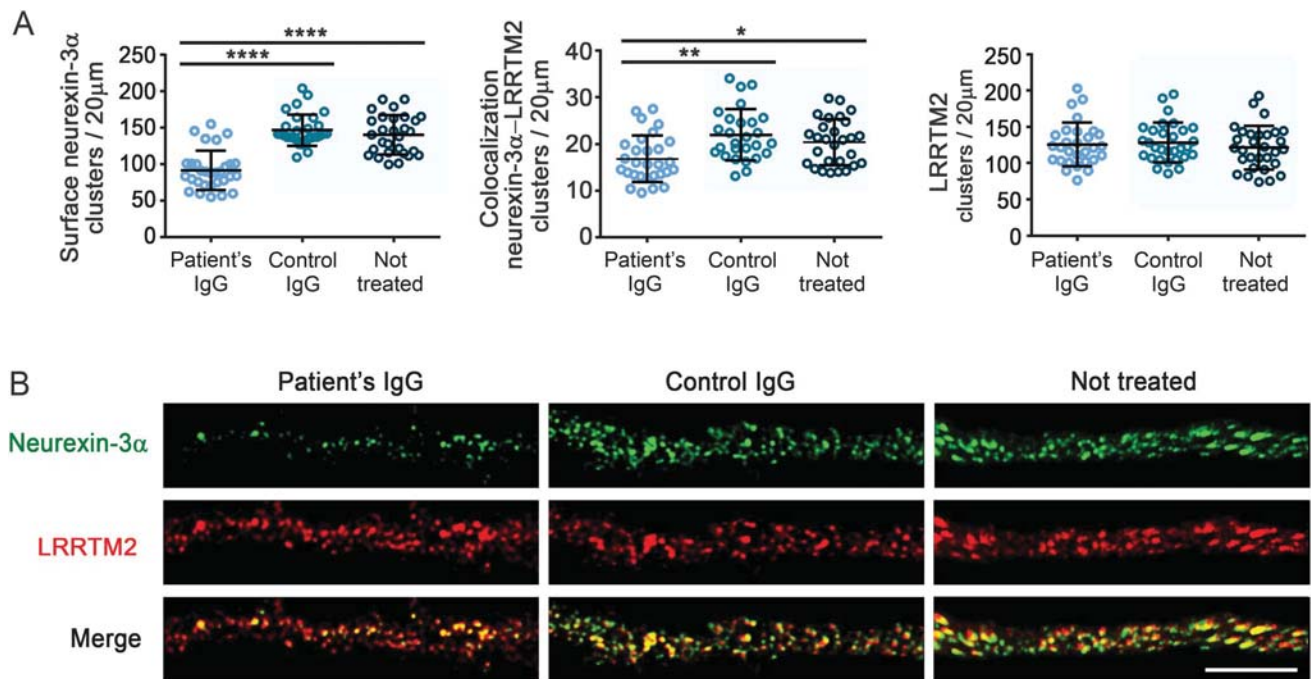 A
Surface neurexin-3α
clusters / 20μm
250
200
150
100
50
0
****
****
Patient's
IgG
Control
IgG
Not
treated
Colocalization
neurexin-3α–LRRTM2
clusters / 20μm
40
30
20
10
0
*
**
Patient's
IgG
Control
IgG
Not
treated
LRRTM2
clusters / 20μm
250
200
150
100
50
0
Patient's
IgG
Control
IgG
Not
treated
B
Patient's IgG
Control IgG
Not treated
Neurexin-3α
LRRTM2
Merge